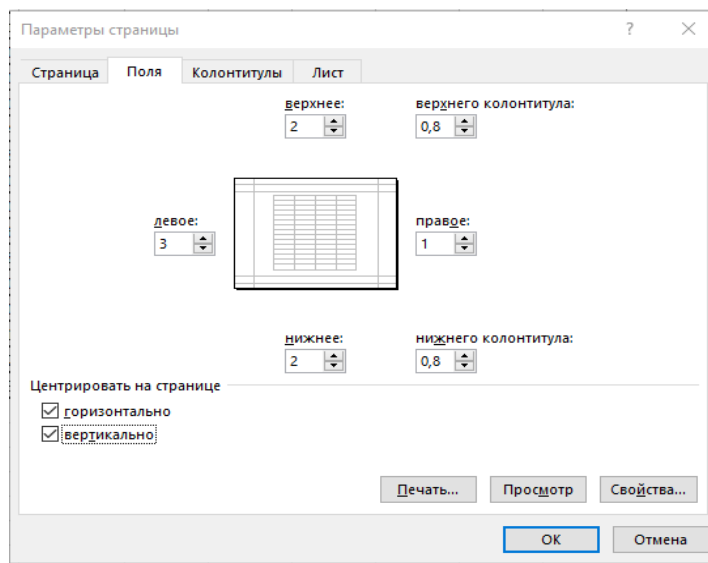 Параметры страницы ?
Страница Поля Колонтитулы Лист
верхнее: верхнего колонтитула:
2 0,8
левое: правое:
3 1
нижнее: нижнего колонтитула:
2 0,8
Центрировать на странице
горизонтально
вертикально
Печать... Просмотр Свойства...
ОК Отмена